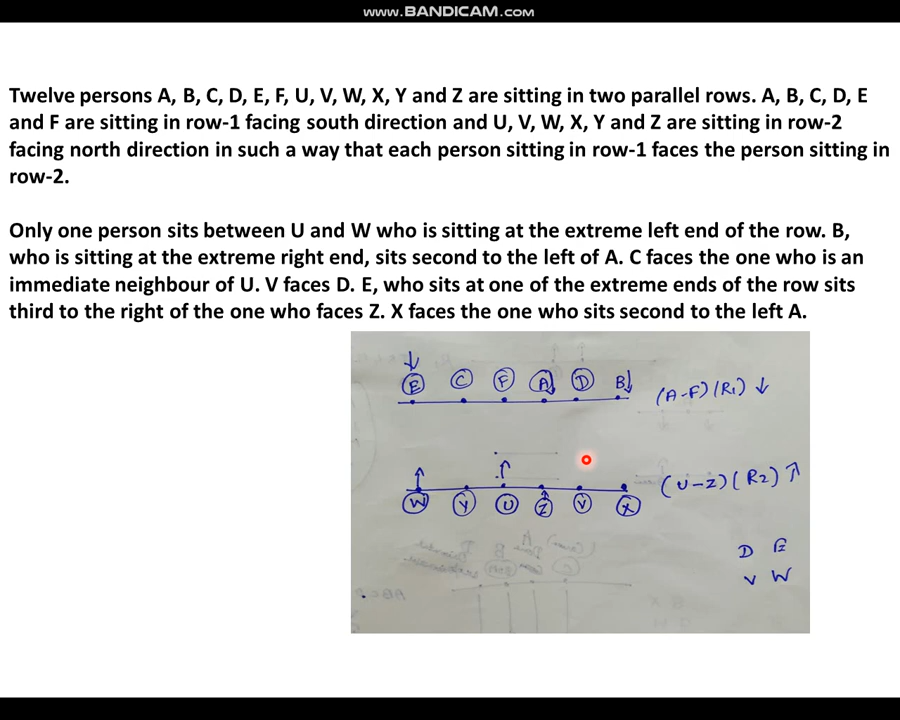 www.BANDICAM.com
Twelve persons A, B, C, D, E, F, U, V, W, X, Y and Z are sitting in two parallel rows. A, B, C, D, E
and F are sitting in row-1 facing south direction and U, V, W, X, Y and Z are sitting in row-2
facing north direction in such a way that each person sitting in row-1 faces the person sitting in
row-2.
Only one person sits between U and W who is sitting at the extreme left end of the row. B,
who is sitting at the extreme right end, sits second to the left of A. C faces the one who is an
immediate neighbour of U. V faces D. E, who sits at one of the extreme ends of the row sits
third to the right of the one who faces Z. X faces the one who sits second to the left A.
↓
E C F A↓ D B↓ (A-F) (R1) ↓
↑ ↑
W Y U Z V X (U-Z) (R2) ↑
D E
V W